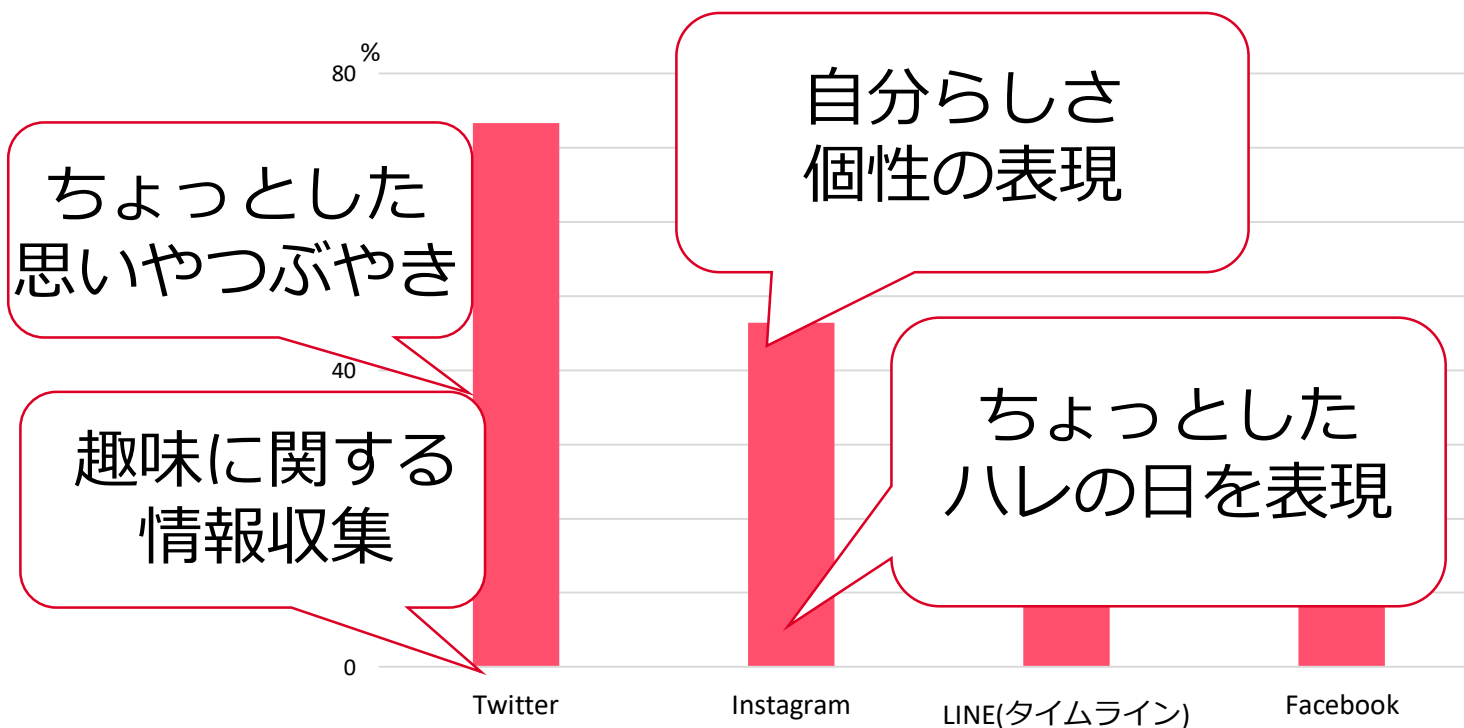 %
80
自分らしさ
個性の表現
ちょっとした
思いやつぶやき
40
ちょっとした
ハレの日を表現
趣味に関する
情報収集
0
Twitter
Instagram
LINE(タイムライン)
Facebook